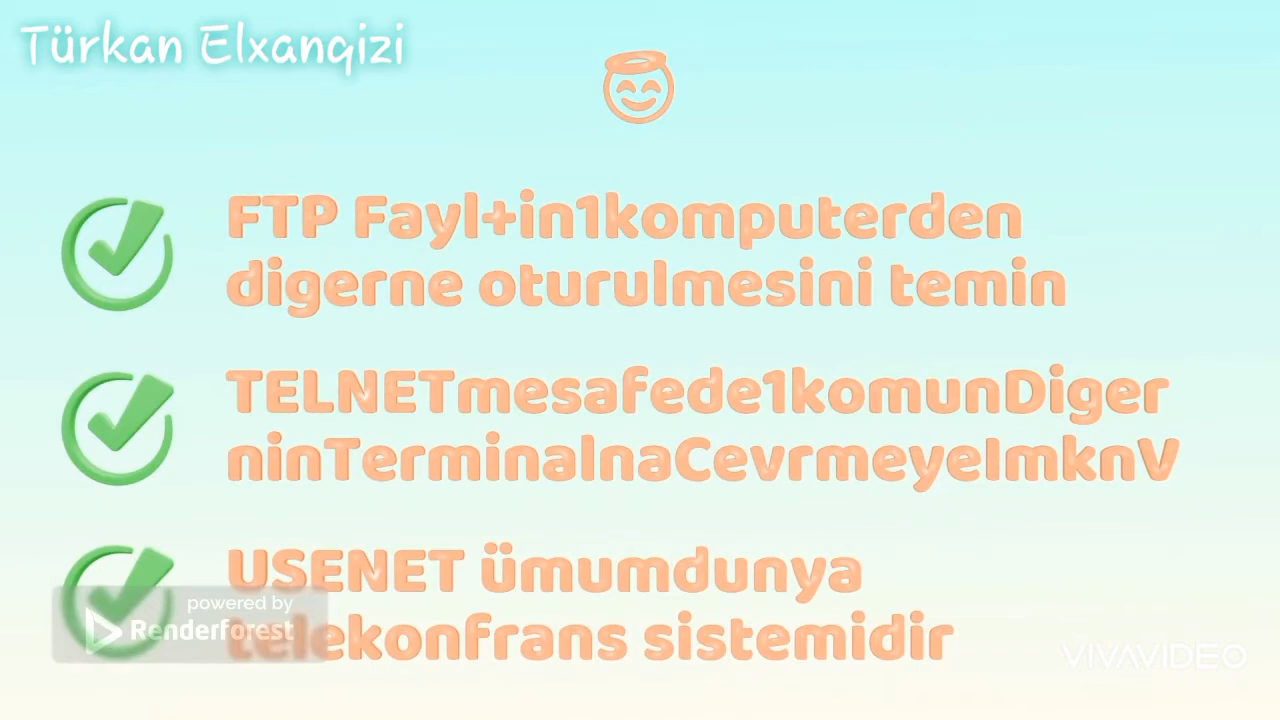 Türkan Elxanqizi
FTP Fayl+in1komputerden
digerne oturulmesini temin
TELNETmesafede1komunDiger
ninTerminalnaCevrmeyeImknV
USENET ümumdunya
telekonfrans sistemidir
powered by
Renderforest
VIVAVIDEO